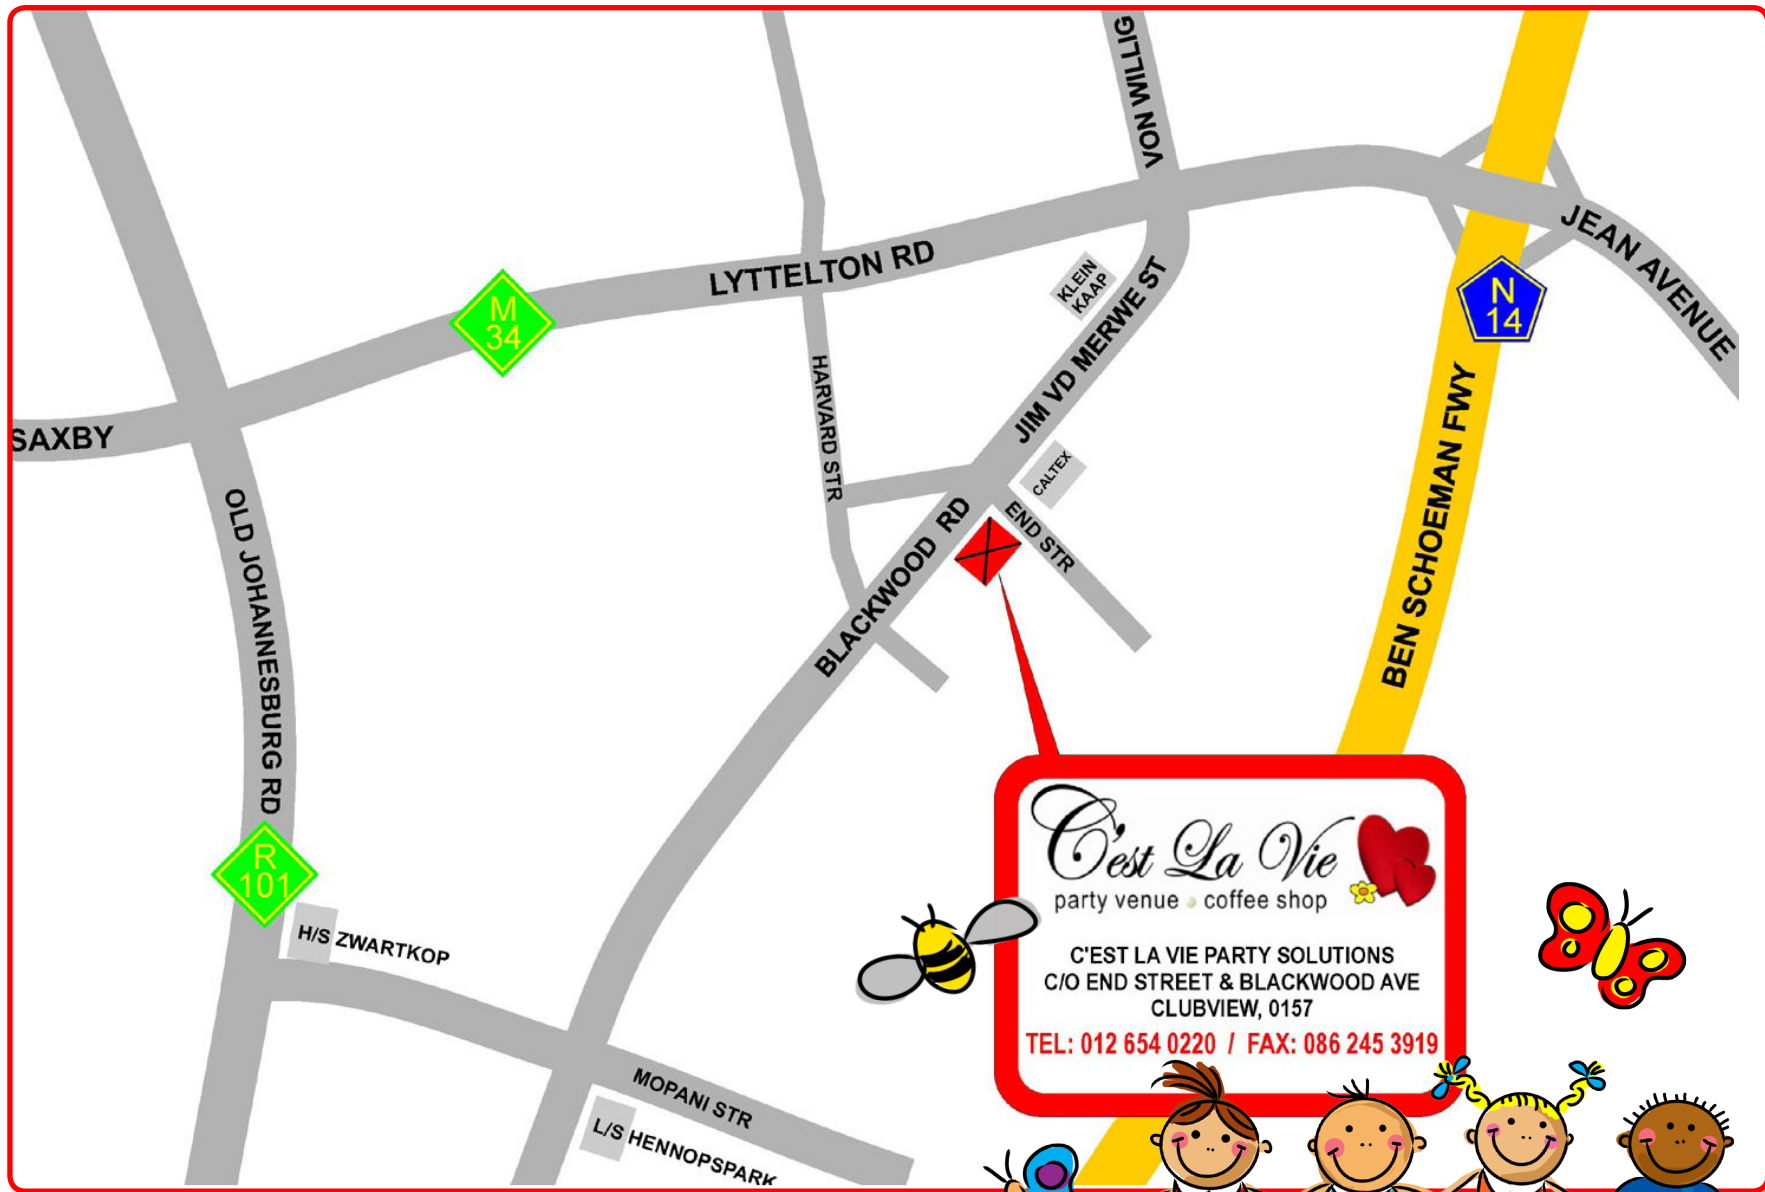 VON WILLIG
JEAN AVENUE
LYTTELTON RD
KLEIN
KAAP
M
34
N
14
JIM VD MERWE ST
HARVARD STR
SAXBY
CALTEX
BEN SCHOEMAN FWY
OLD JOHANNESBURG RD
BLACKWOOD RD
END STR
R
101
H/S ZWARTKOP
MOPANI STR
L/S HENNOPSPARK
C'est La Vie
party venue coffee shop
C'EST LA VIE PARTY SOLUTIONS
C/O END STREET & BLACKWOOD AVE
CLUBVIEW, 0157
TEL: 012 654 0220 / FAX: 086 245 3919